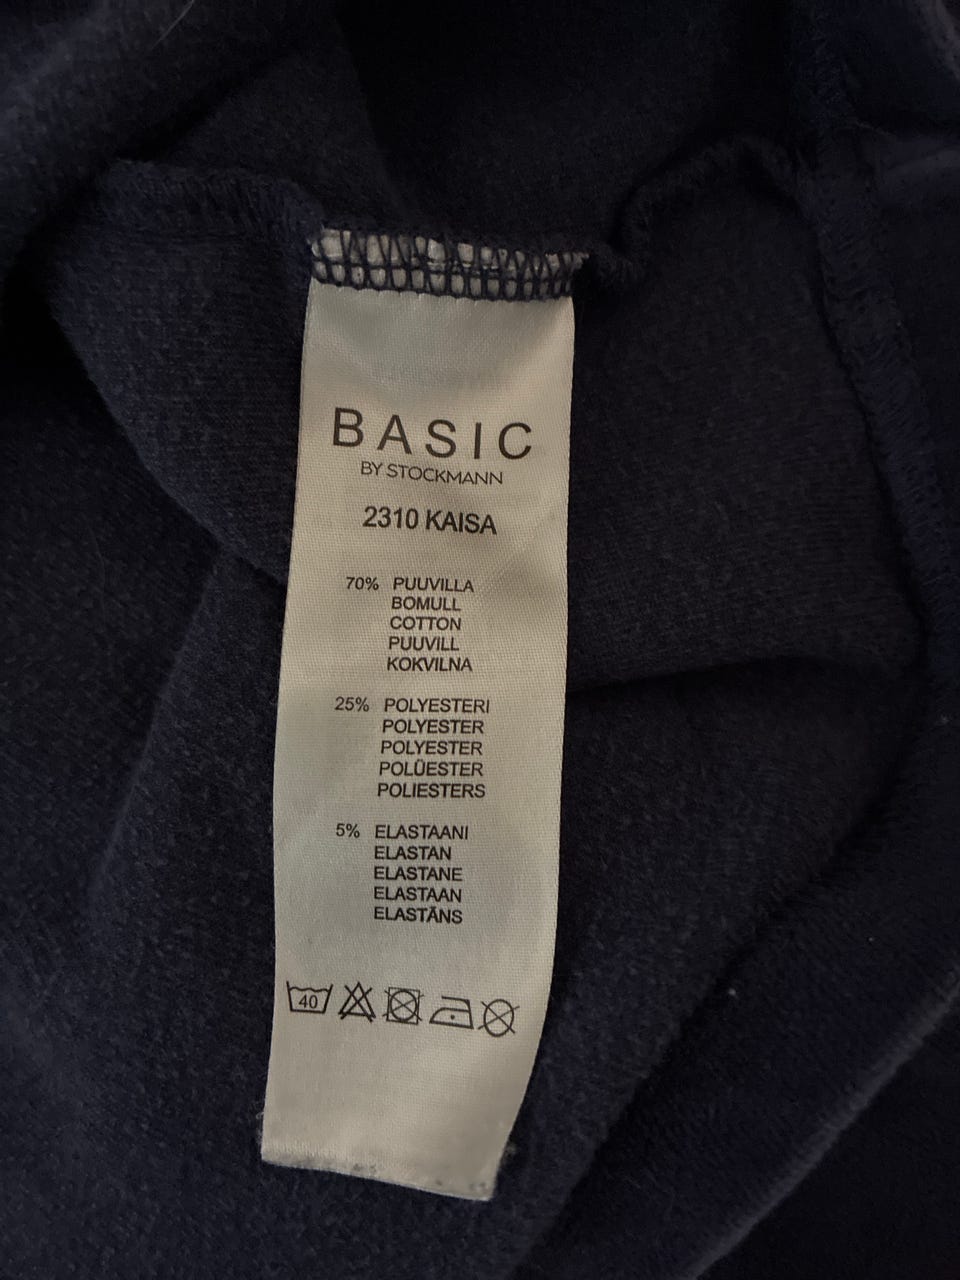 BASIC
BY STOCKMANN
2310 KAISA
70% PUUVILLA
BOMULL
COTTON
PUUVILL
KOKVILNA
25% POLYESTERI
POLYESTER
POLYESTER
POLÜESTER
POLIESTERS
5% ELASTAANI
ELASTAN
ELASTANE
ELASTAAN
ELASTĀNS
40